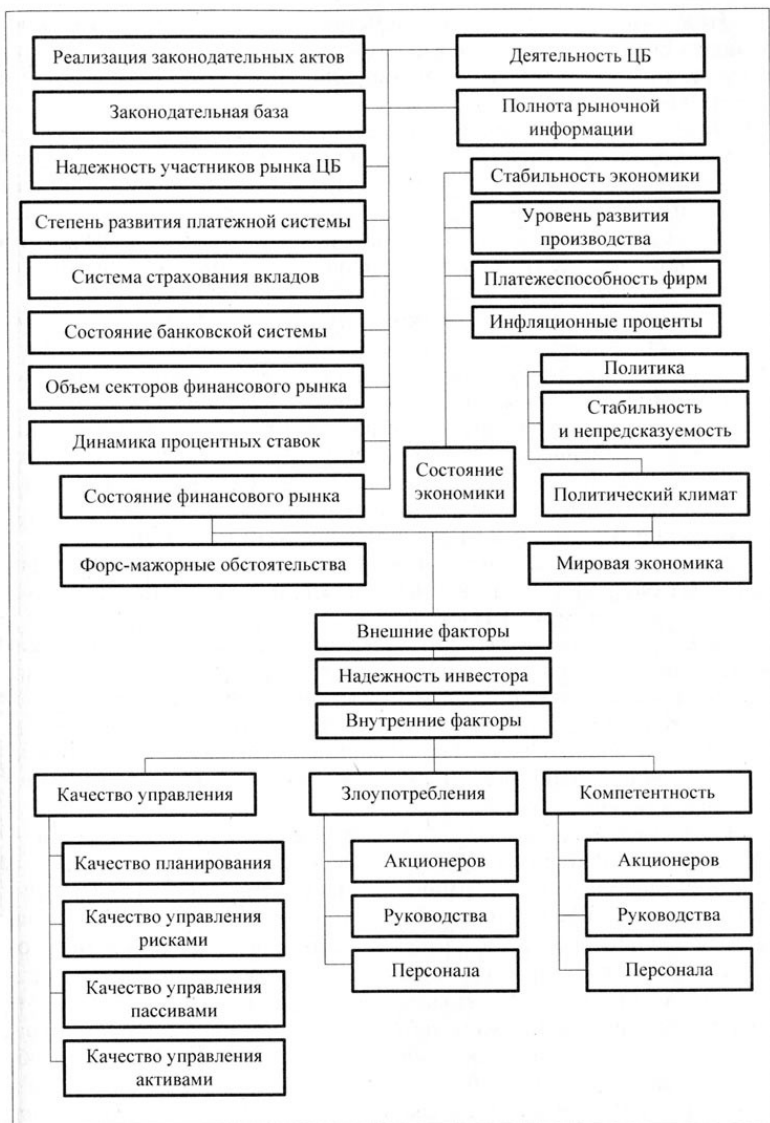 Реализация законодательных актов
Деятельность ЦБ
Законодательная база
Полнота рыночной
информации
Надежность участников рынка ЦБ
Стабильность экономики
Степень развития платежной системы
Уровень развития
производства
Система страхования вкладов
Платежеспособность фирм
Состояние банковской системы
Инфляционные проценты
Объем секторов финансового рынка
Политика
Стабильность
и непредсказуемость
Динамика процентных ставок
Состояние
экономики
Состояние финансового рынка
Политический климат
Форс-мажорные обстоятельства
Мировая экономика
Внешние факторы
Надежность инвестора
Внутренние факторы
Качество управления
Злоупотребления
Компетентность
Качество планирования
Акционеров
Акционеров
Качество управления
рисками
Руководства
Руководства
Качество управления
пассивами
Персонала
Персонала
Качество управления
активами